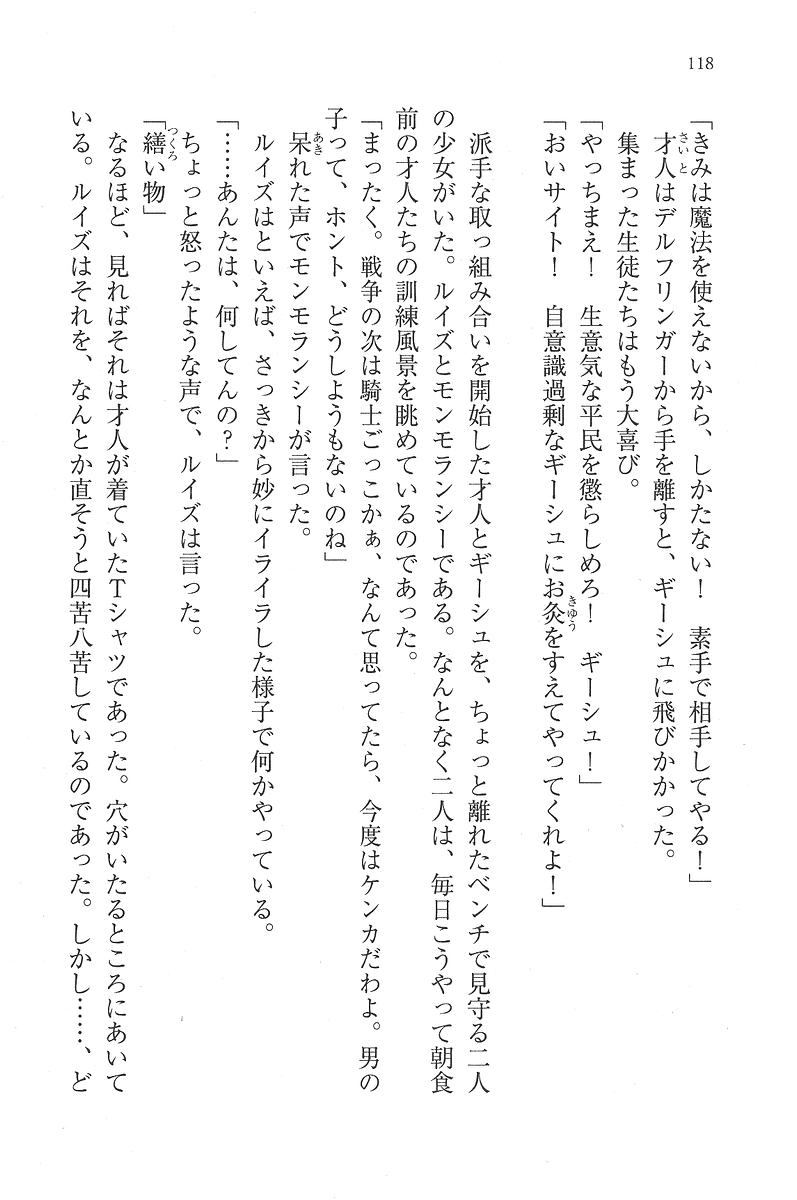 118
「きみは魔法を使えないから、しかたない！　素手で相手してやる！」
才人はデルフリンガーから手を離すと、ギーシュに飛びかかった。
集まった生徒たちはもう大喜び。
「やっちまえ！　生意気な平民を懲らしめろ！　ギーシュ！」
「おいサイト！　自意識過剰なギーシュにお灸をすえてやってくれよ！」
派手な取っ組み合いを開始した才人とギーシュを、ちょっと離れたベンチで見守る二人
の少女がいた。ルイズとモンモランシーである。なんとなく二人は、毎日こうやって朝食
前の才人たちの訓練風景を眺めているのであった。
「まったく。戦争の次は騎士ごっこかぁ、なんて思ってたら、今度はケンカだわよ。男の
子って、ホント、どうしようもないのね」
呆れた声でモンモランシーが言った。
ルイズはといえば、さっきから妙にイライラした様子で何かやっている。
「……あんたは、何してんの？」
ちょっと怒ったような声で、ルイズは言った。
「繕い物」
なるほど、見ればそれは才人が着ていたＴシャツであった。穴がいたるところにあいて
いる。ルイズはそれを、なんとか直そうと四苦八苦しているのであった。しかし……、ど